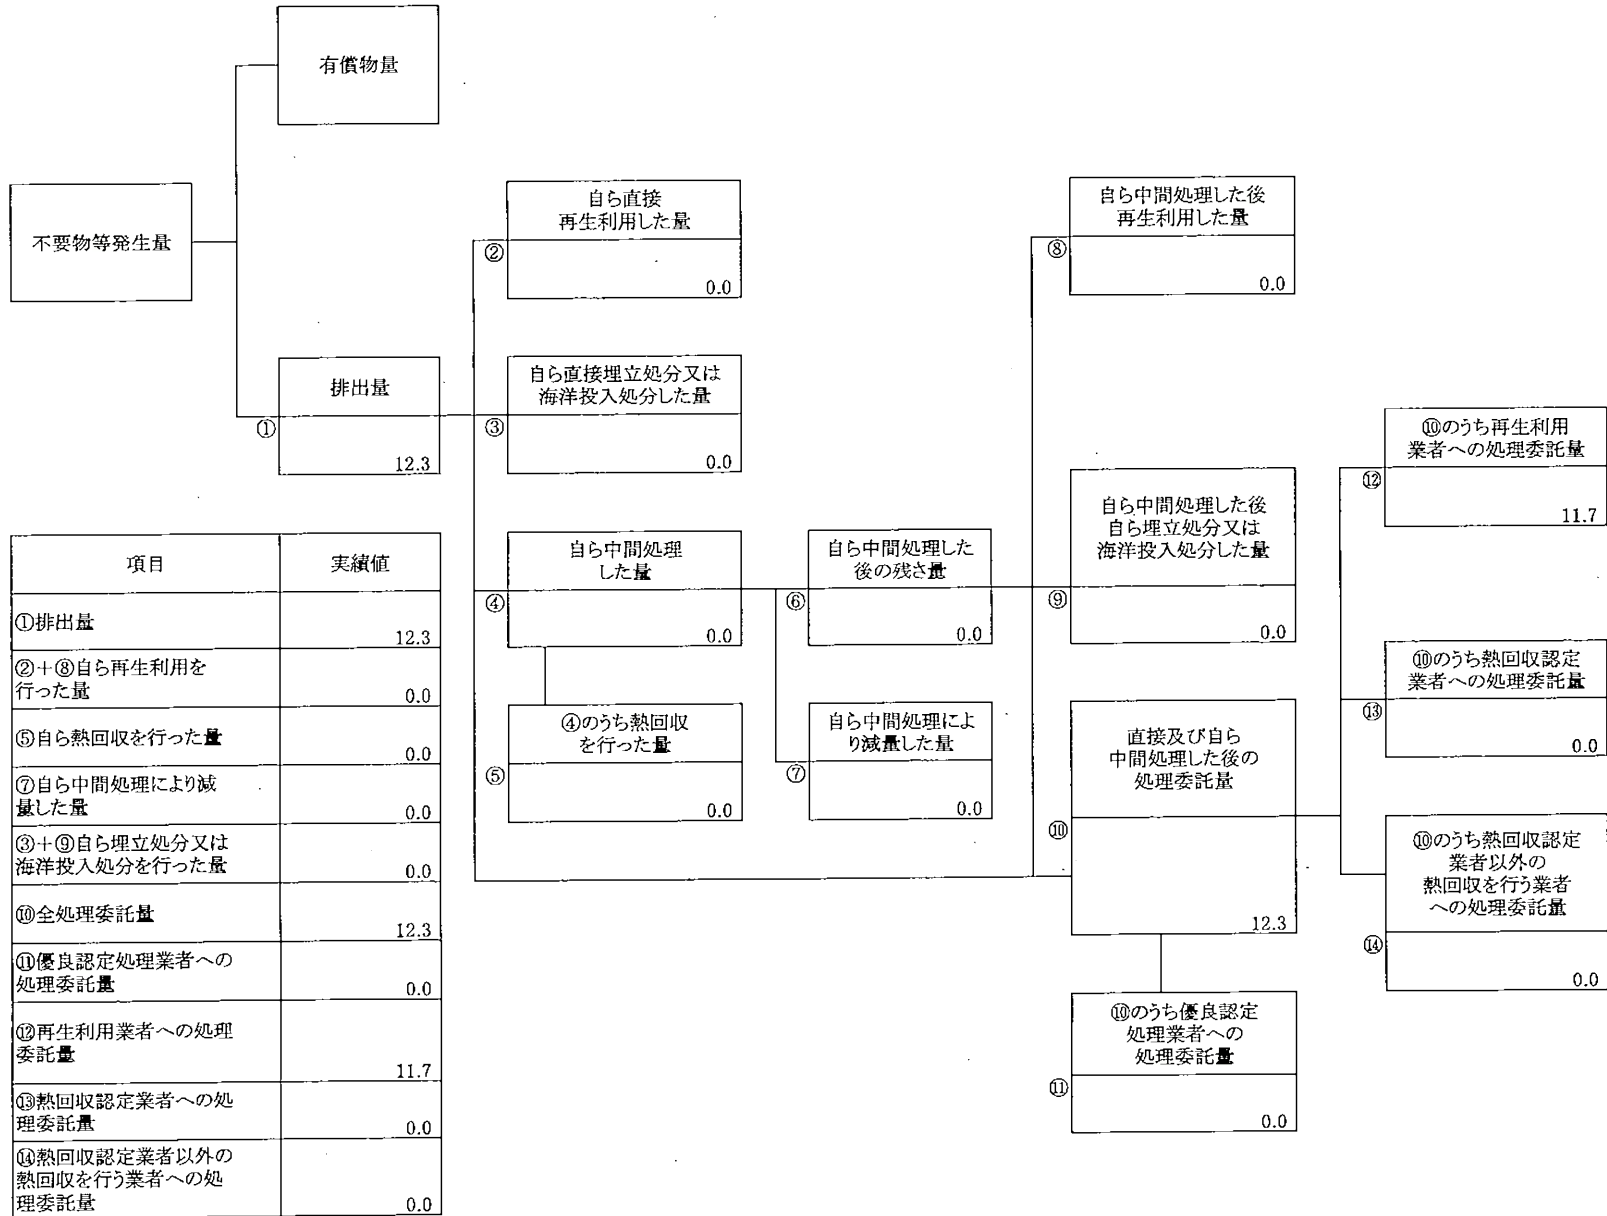 有償物量
不要物等発生量
排出量
①
12.3
自ら直接
再生利用した量
②
0.0
自ら直接埋立処分又は
海洋投入処分した量
③
0.0
自ら中間処理
した量
④
0.0
④のうち熱回収
を行った量
⑤
0.0
自ら中間処理した
後の残さ量
⑥
0.0
自ら中間処理によ
り減量した量
⑦
0.0
自ら中間処理した後
再生利用した量
⑧
0.0
自ら中間処理した後
自ら埋立処分又は
海洋投入処分した量
⑨
0.0
直接及び自ら
中間処理した後の
処理委託量
⑩
12.3
⑩のうち優良認定
処理業者への
処理委託量
⑪
0.0
⑩のうち再生利用
業者への処理委託量
⑫
11.7
⑩のうち熱回収認定
業者への処理委託量
⑬
0.0
⑩のうち熱回収認定
業者以外の
熱回収を行う業者
への処理委託量
⑭
0.0
項目 実績値
①排出量
12.3
②+⑧自ら再生利用を
行った量 0.0
⑤自ら熱回収を行った量
0.0
⑦自ら中間処理により減
量した量 0.0
③+⑨自ら埋立処分又は
海洋投入処分を行った量 0.0
⑩全処理委託量
12.3
⑪優良認定処理業者への
処理委託量 0.0
⑫再生利用業者への処理
委託量
11.7
⑬熱回収認定業者への処
理委託量 0.0
⑭熱回収認定業者以外の
熱回収を行う業者への処
理委託量 0.0